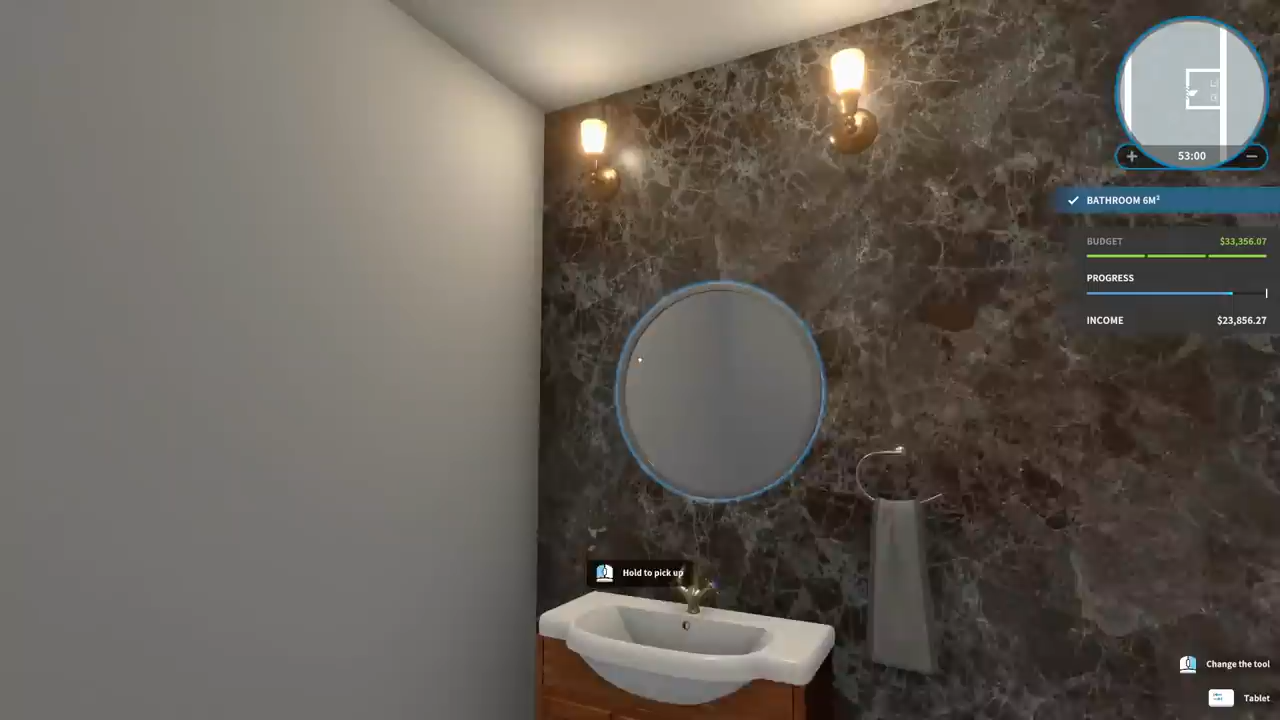 53:00
BATHROOM 6M²
BUDGET $33,356.07
PROGRESS
INCOME $23,856.27
Hold to pick up
Change the tool
Tablet